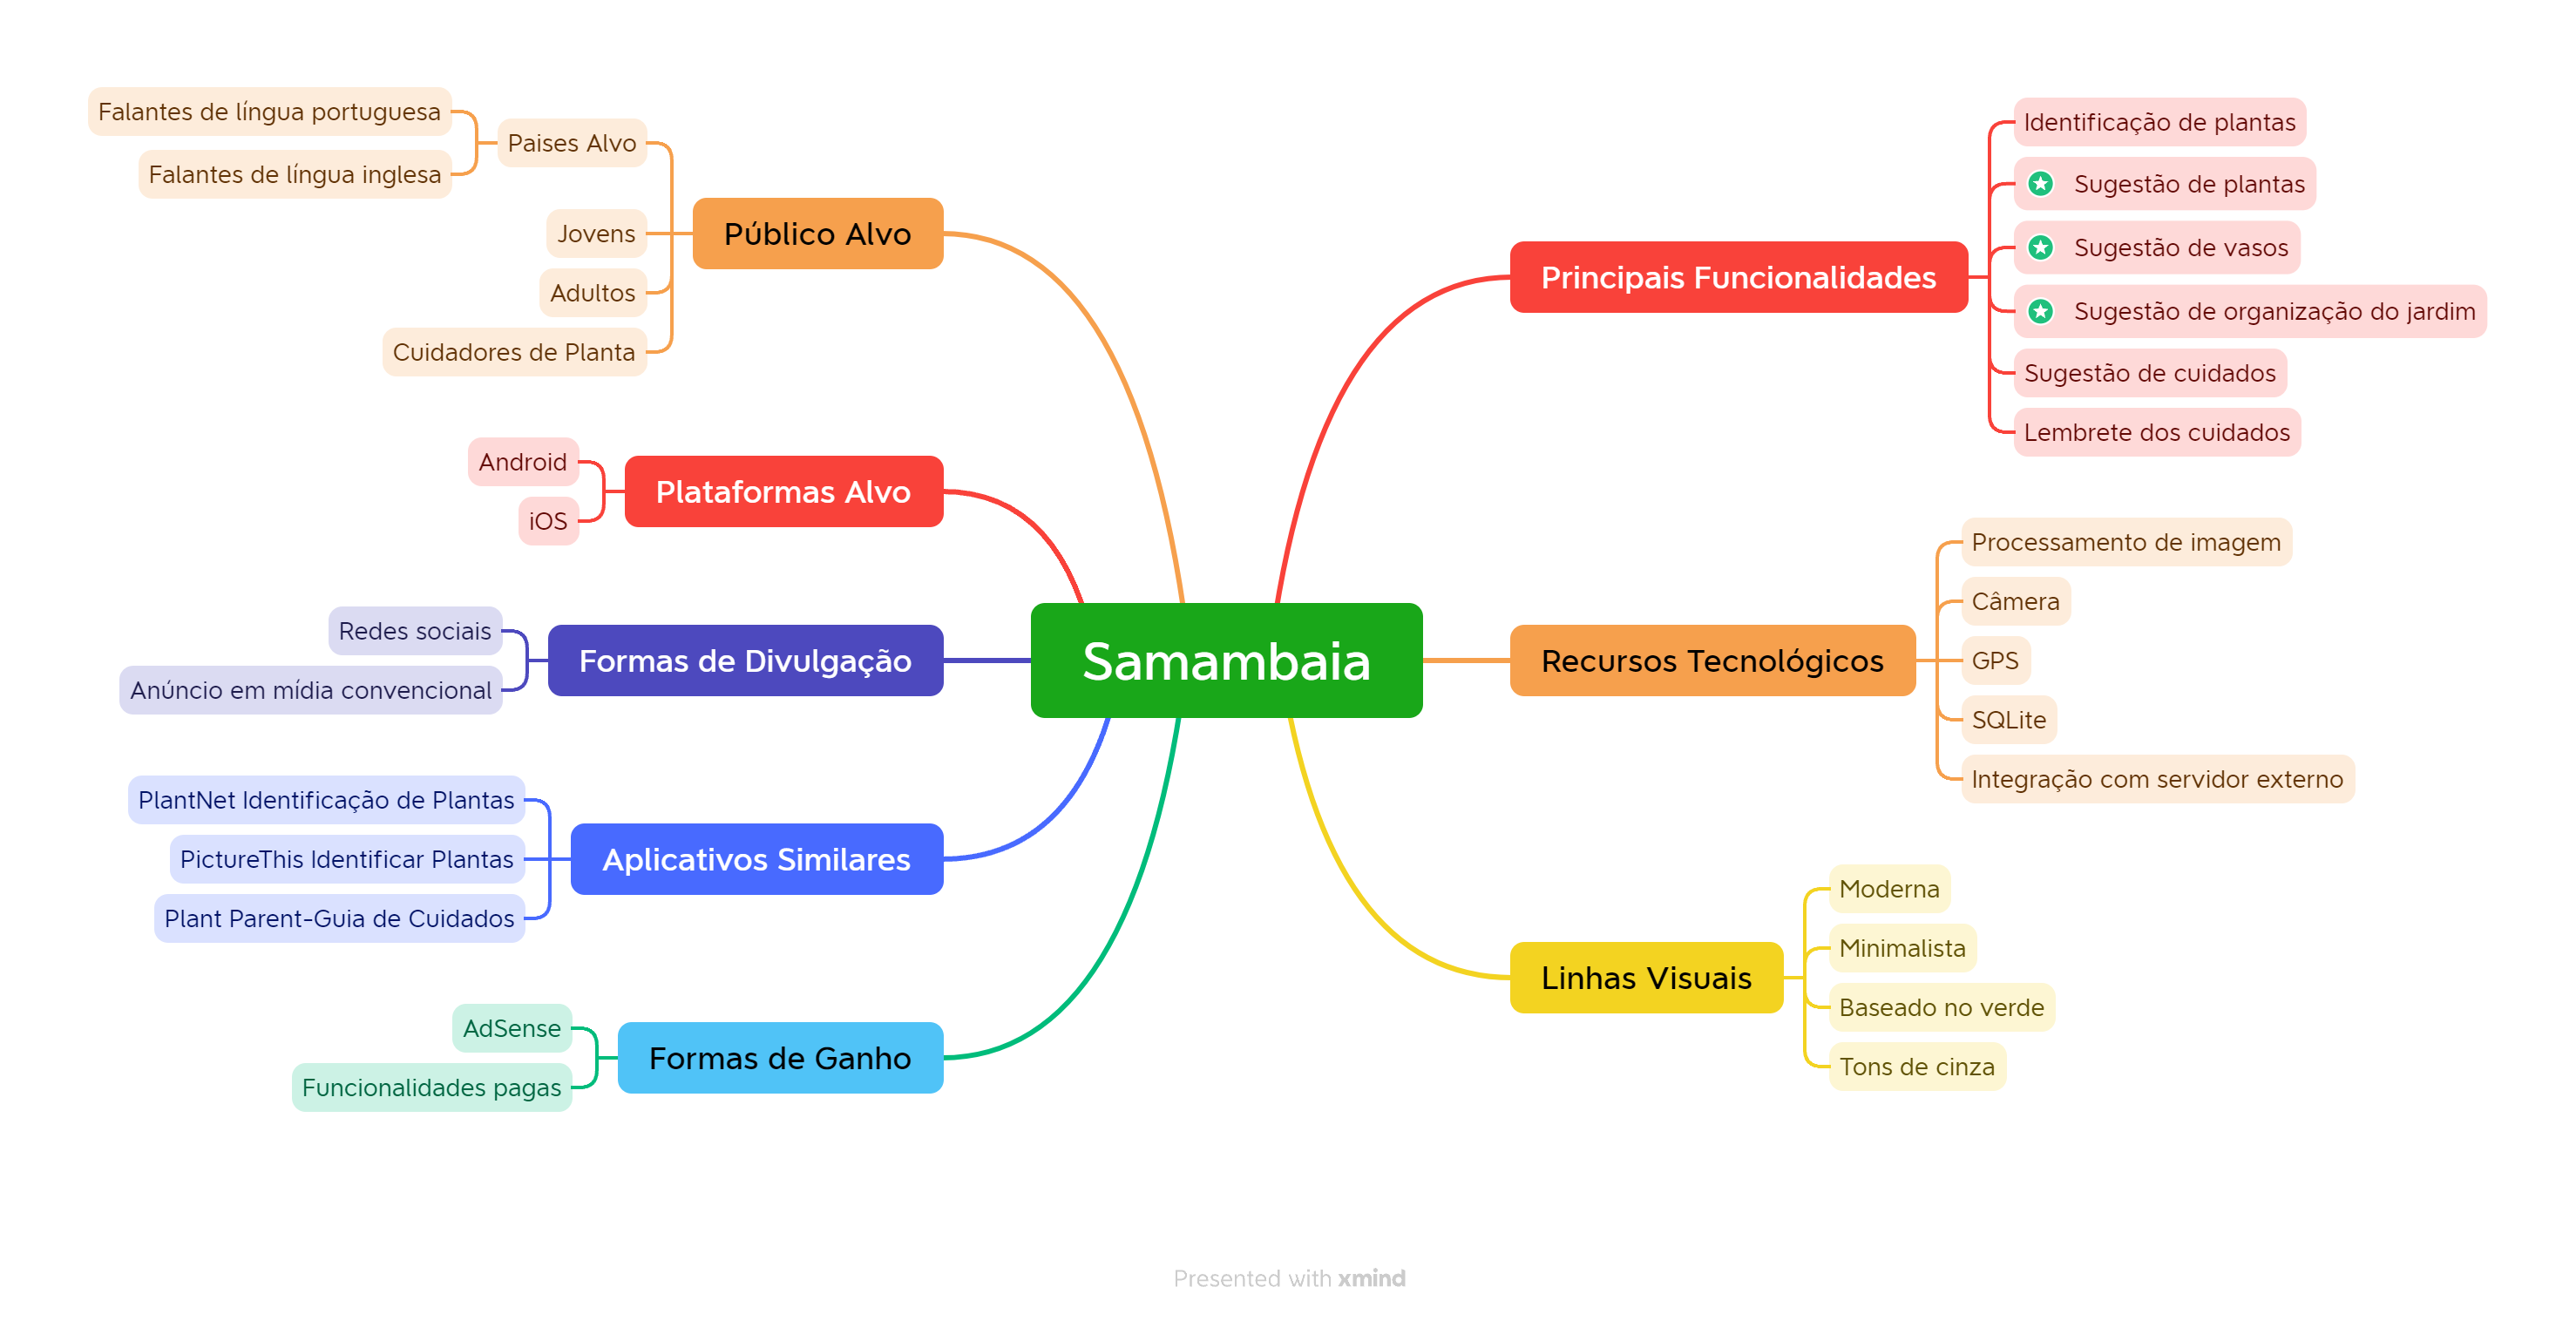 Falantes de língua portuguesa
Falantes de língua inglesa
Paises Alvo
Jovens
Adultos
Cuidadores de Planta
Público Alvo
Android
iOS
Plataformas Alvo
Redes sociais
Anúncio em mídia convencional
Formas de Divulgação
PlantNet Identificação de Plantas
PictureThis Identificar Plantas
Plant Parent-Guia de Cuidados
Aplicativos Similares
AdSense
Funcionalidades pagas
Formas de Ganho
Samambaia
Principais Funcionalidades
Identificação de plantas
Sugestão de plantas
Sugestão de vasos
Sugestão de organização do jardim
Sugestão de cuidados
Lembrete dos cuidados
Recursos Tecnológicos
Processamento de imagem
Câmera
GPS
SQLite
Integração com servidor externo
Linhas Visuais
Moderna
Minimalista
Baseado no verde
Tons de cinza
Presented with xmind